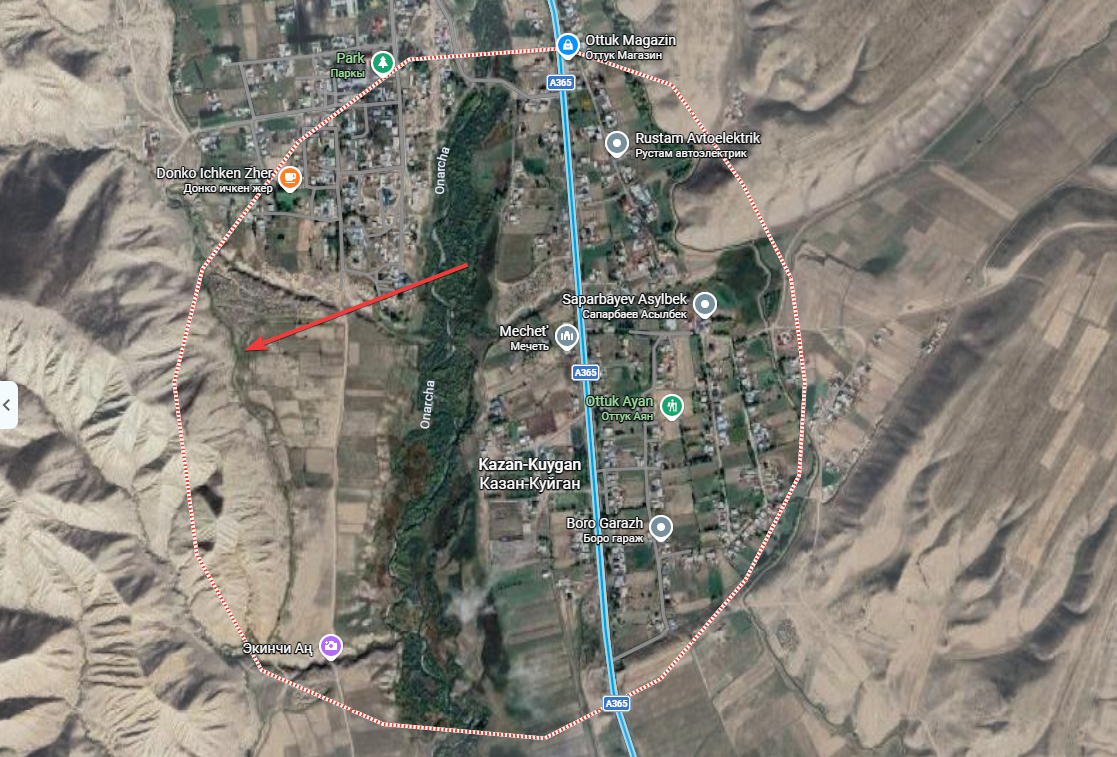 Ottuk Magazin
Оттук Магазин
Park
Паркы
A365
Rustam Avtoelektrik
Рустам автоэлектрик
Onarcha
Donko Ichken Zher
Донко ичкен жер
Saparbayev Asylbek
Сапарбаев Асылбек
Mechet'
Мечеть
A365
Onarcha
Ottuk Ayan
Оттук Аян
Kazan-Kuygan
Казан-Куйган
Boro Garazh
Боро гараж
Экинчи Аң
A365